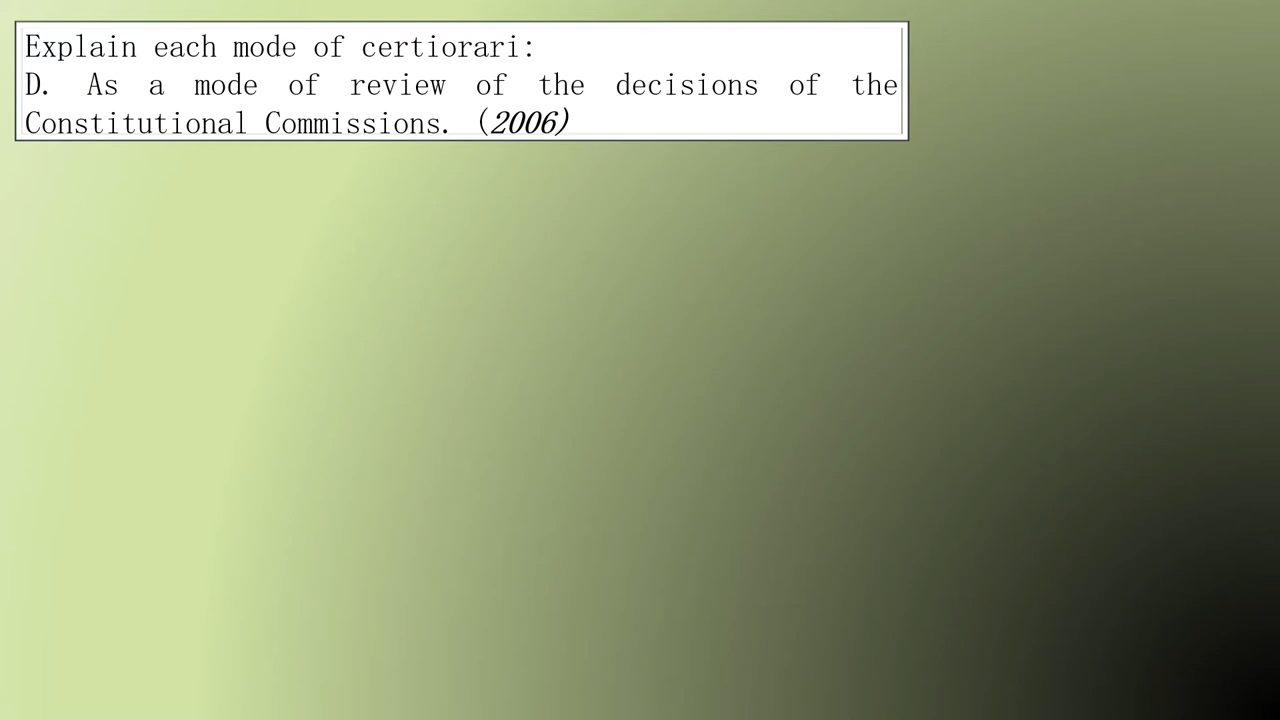 Explain each mode of certiorari:
D. As a mode of review of the decisions of the
Constitutional Commissions. (2006)